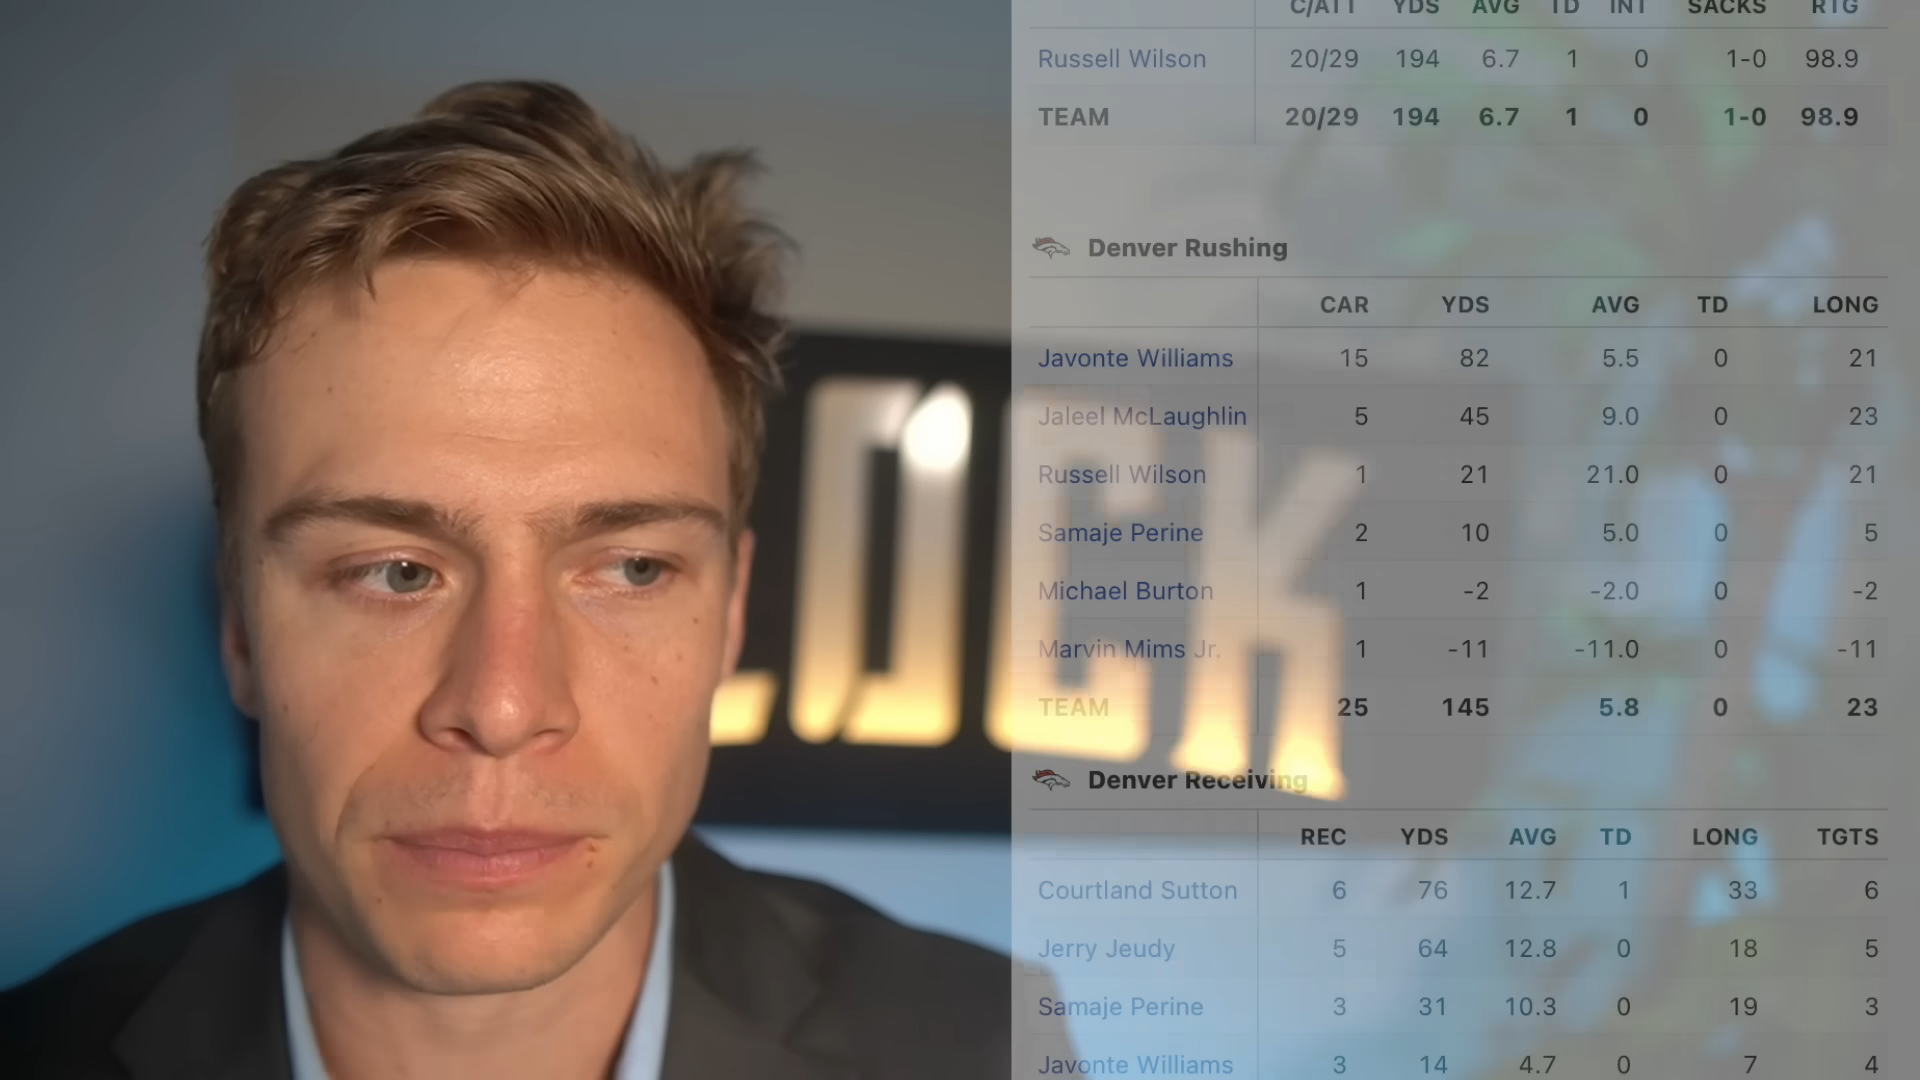 C/ATT YDS AVG TD INT SACKS RTG
Russell Wilson 20/29 194 6.7 1 0 1-0 98.9
TEAM 20/29 194 6.7 1 0 1-0 98.9
Denver Rushing
CAR YDS AVG TD LONG
Javonte Williams 15 82 5.5 0 21
Jaleel McLaughlin 5 45 9.0 0 23
Russell Wilson 1 21 21.0 0 21
Samaje Perine 2 10 5.0 0 5
Michael Burton 1 -2 -2.0 0 -2
Marvin Mims Jr. 1 -11 -11.0 0 -11
TEAM 25 145 5.8 0 23
Denver Receiving
REC YDS AVG TD LONG TGTS
Courtland Sutton 6 76 12.7 1 33 6
Jerry Jeudy 5 64 12.8 0 18 5
Samaje Perine 3 31 10.3 0 19 3
Javonte Williams 3 14 4.7 0 7 4